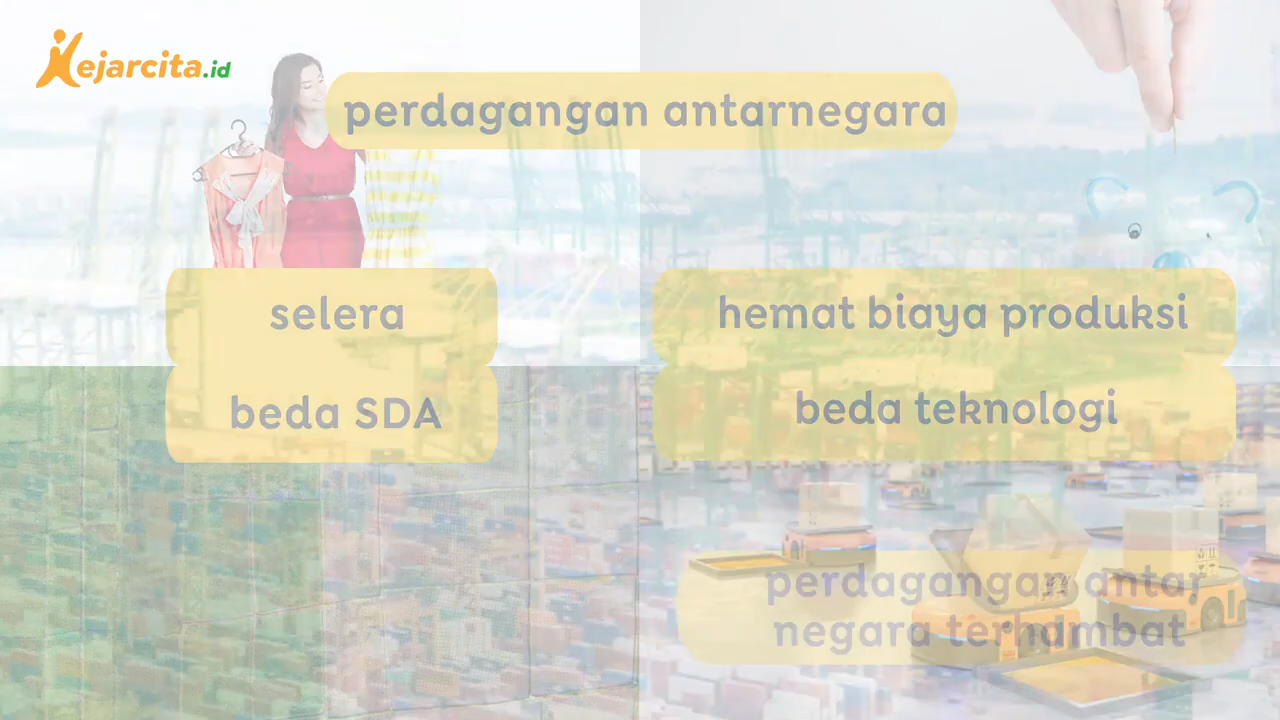 Kejarcita.id
perdagangan antarnegara
selera
hemat biaya produksi
beda SDA
beda teknologi
perdagangan antar
negara terhambat